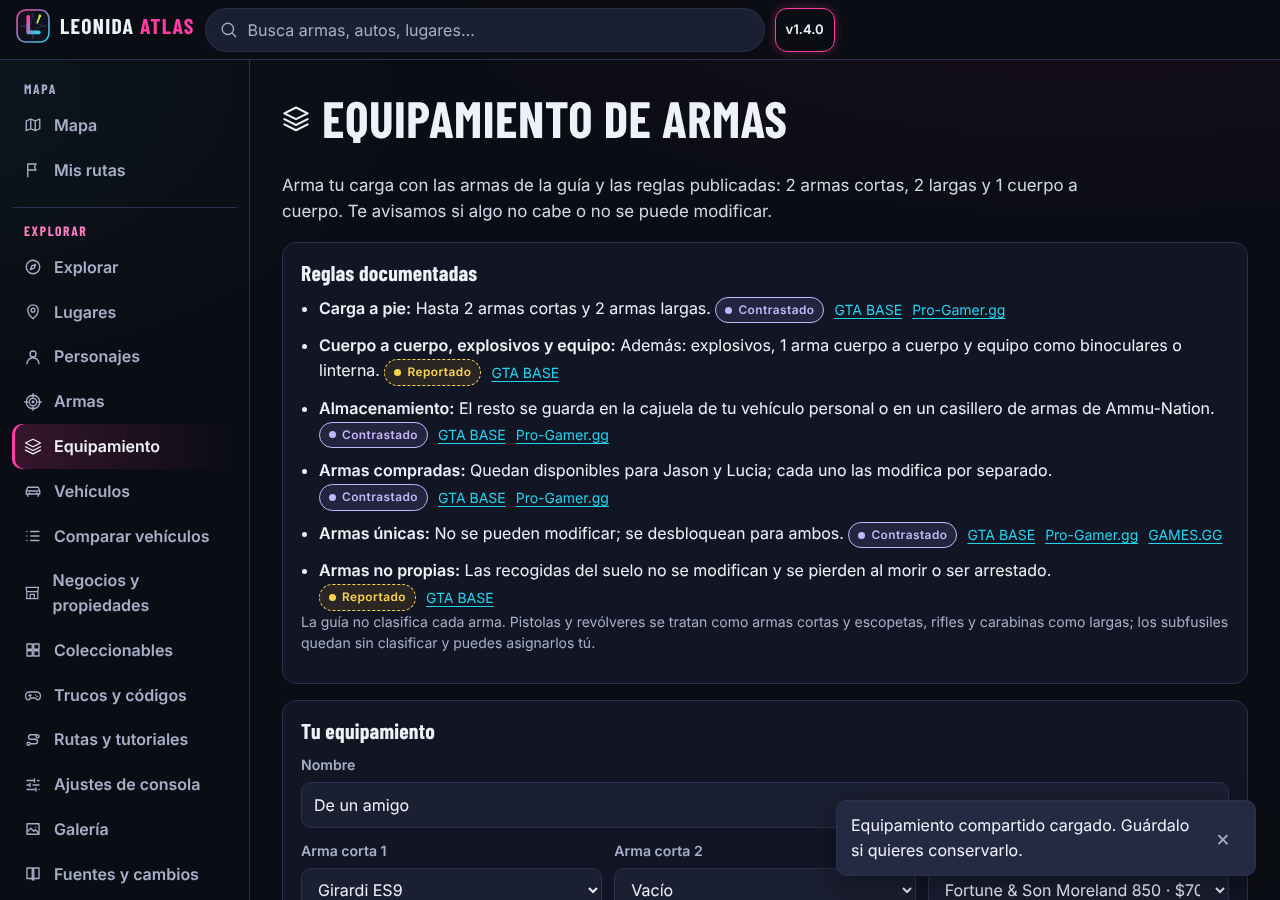 LEONIDA ATLAS
Busca armas, autos, lugares...
v1.4.0
MAPA
Mapa
Mis rutas
EXPLORAR
Explorar
Lugares
Personajes
Armas
Equipamiento
Vehículos
Comparar vehículos
Negocios y
propiedades
Coleccionables
Trucos y códigos
Rutas y tutoriales
Ajustes de consola
Galería
Fuentes y cambios
EQUIPAMIENTO DE ARMAS
Arma tu carga con las armas de la guía y las reglas publicadas: 2 armas cortas, 2 largas y 1 cuerpo a
cuerpo. Te avisamos si algo no cabe o no se puede modificar.
Reglas documentadas
• Carga a pie: Hasta 2 armas cortas y 2 armas largas. Contrastado GTA BASE Pro-Gamer.gg
• Cuerpo a cuerpo, explosivos y equipo: Además: explosivos, 1 arma cuerpo a cuerpo y equipo como binoculares o
linterna. Reportado GTA BASE
• Almacenamiento: El resto se guarda en la cajuela de tu vehículo personal o en un casillero de armas de Ammu-Nation.
Contrastado GTA BASE Pro-Gamer.gg
• Armas compradas: Quedan disponibles para Jason y Lucia; cada uno las modifica por separado.
Contrastado GTA BASE Pro-Gamer.gg
• Armas únicas: No se pueden modificar; se desbloquean para ambos. Contrastado GTA BASE Pro-Gamer.gg GAMES.GG
• Armas no propias: Las recogidas del suelo no se modifican y se pierden al morir o ser arrestado.
Reportado GTA BASE
La guía no clasifica cada arma. Pistolas y revólveres se tratan como armas cortas y escopetas, rifles y carabinas como largas; los subfusiles
quedan sin clasificar y puedes asignarlos tú.
Tu equipamiento
Nombre
De un amigo
Arma corta 1
Arma corta 2
Girardi ES9
Vacío
Fortune & Son Moreland 850 · $70
Equipamiento compartido cargado. Guárdalo
si quieres conservarlo.